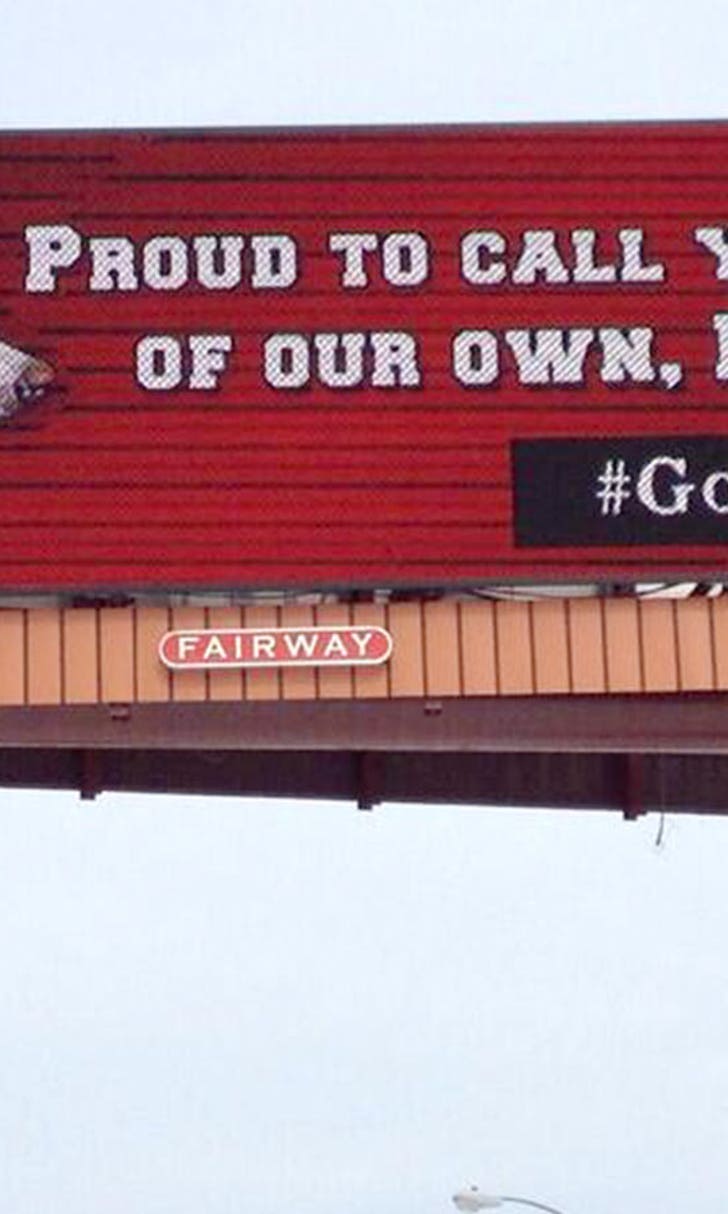 PROUD TO CALL Y
OF OUR OWN,
#Go
FAIRWAY